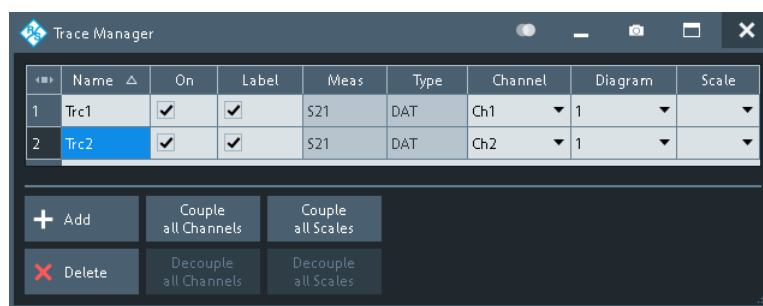 R&S Trace Manager
Name On Label Meas Type Channel Diagram Scale
1 Trc1 S21 DAT Ch1 1
2 Trc2 S21 DAT Ch2 1
Add Couple all Channels Couple all Scales
Delete Decouple all Channels Decouple all Scales